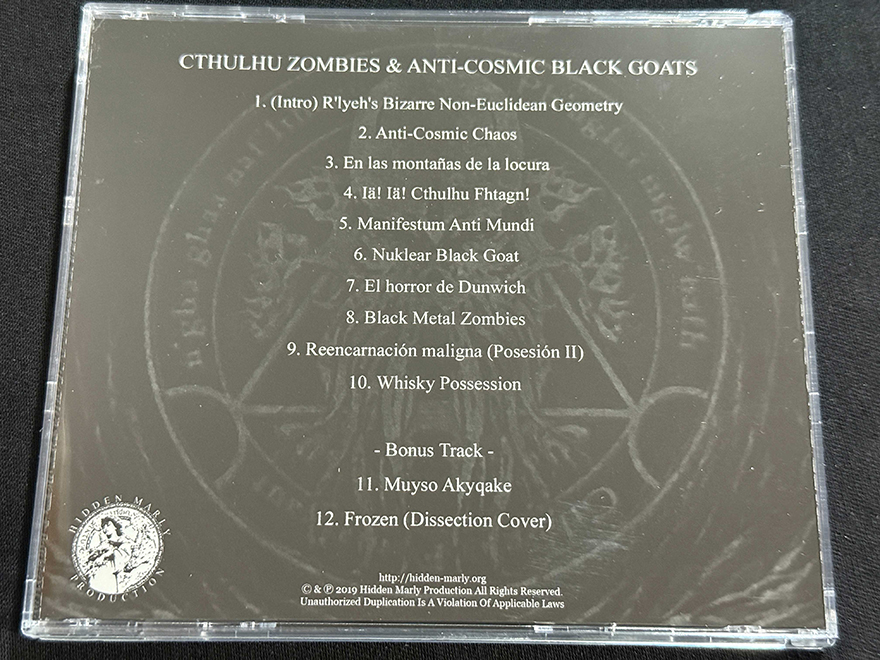 CTHULHU ZOMBIES & ANTI-COSMIC BLACK GOATS
1. (Intro) R'lyeh's Bizarre Non-Euclidean Geometry
2. Anti-Cosmic Chaos
3. En las montañas de la locura
4. Iä! Iä! Cthulhu Fhtagn!
5. Manifestum Anti Mundi
6. Nuklear Black Goat
7. El horror de Dunwich
8. Black Metal Zombies
9. Reencarnación maligna (Posesión II)
10. Whisky Possession
- Bonus Track -
11. Muyso Akyqake
12. Frozen (Dissection Cover)
HIDDEN MARLY
PRODUCTION
http://hidden-marly.org
© & ℗ 2019 Hidden Marly Production All Rights Reserved.
Unauthorized Duplication Is A Violation Of Applicable Laws